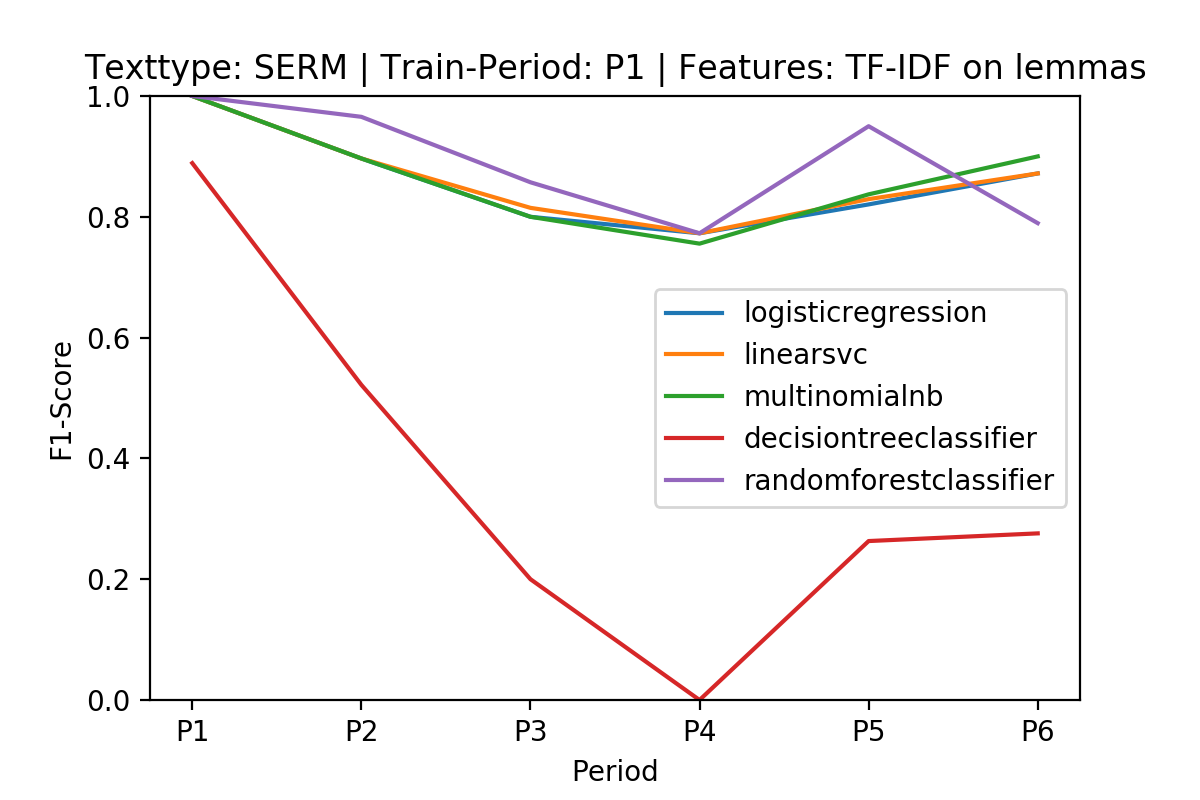 Texttype: SERM | Train-Period: P1 | Features: TF-IDF on lemmas
1.0
0.8
0.6
0.4
0.2
0.0
F1-Score
logisticregression
linearsvc
multinomialnb
decisiontreeclassifier
randomforestclassifier
P1 P2 P3 P4 P5 P6
Period